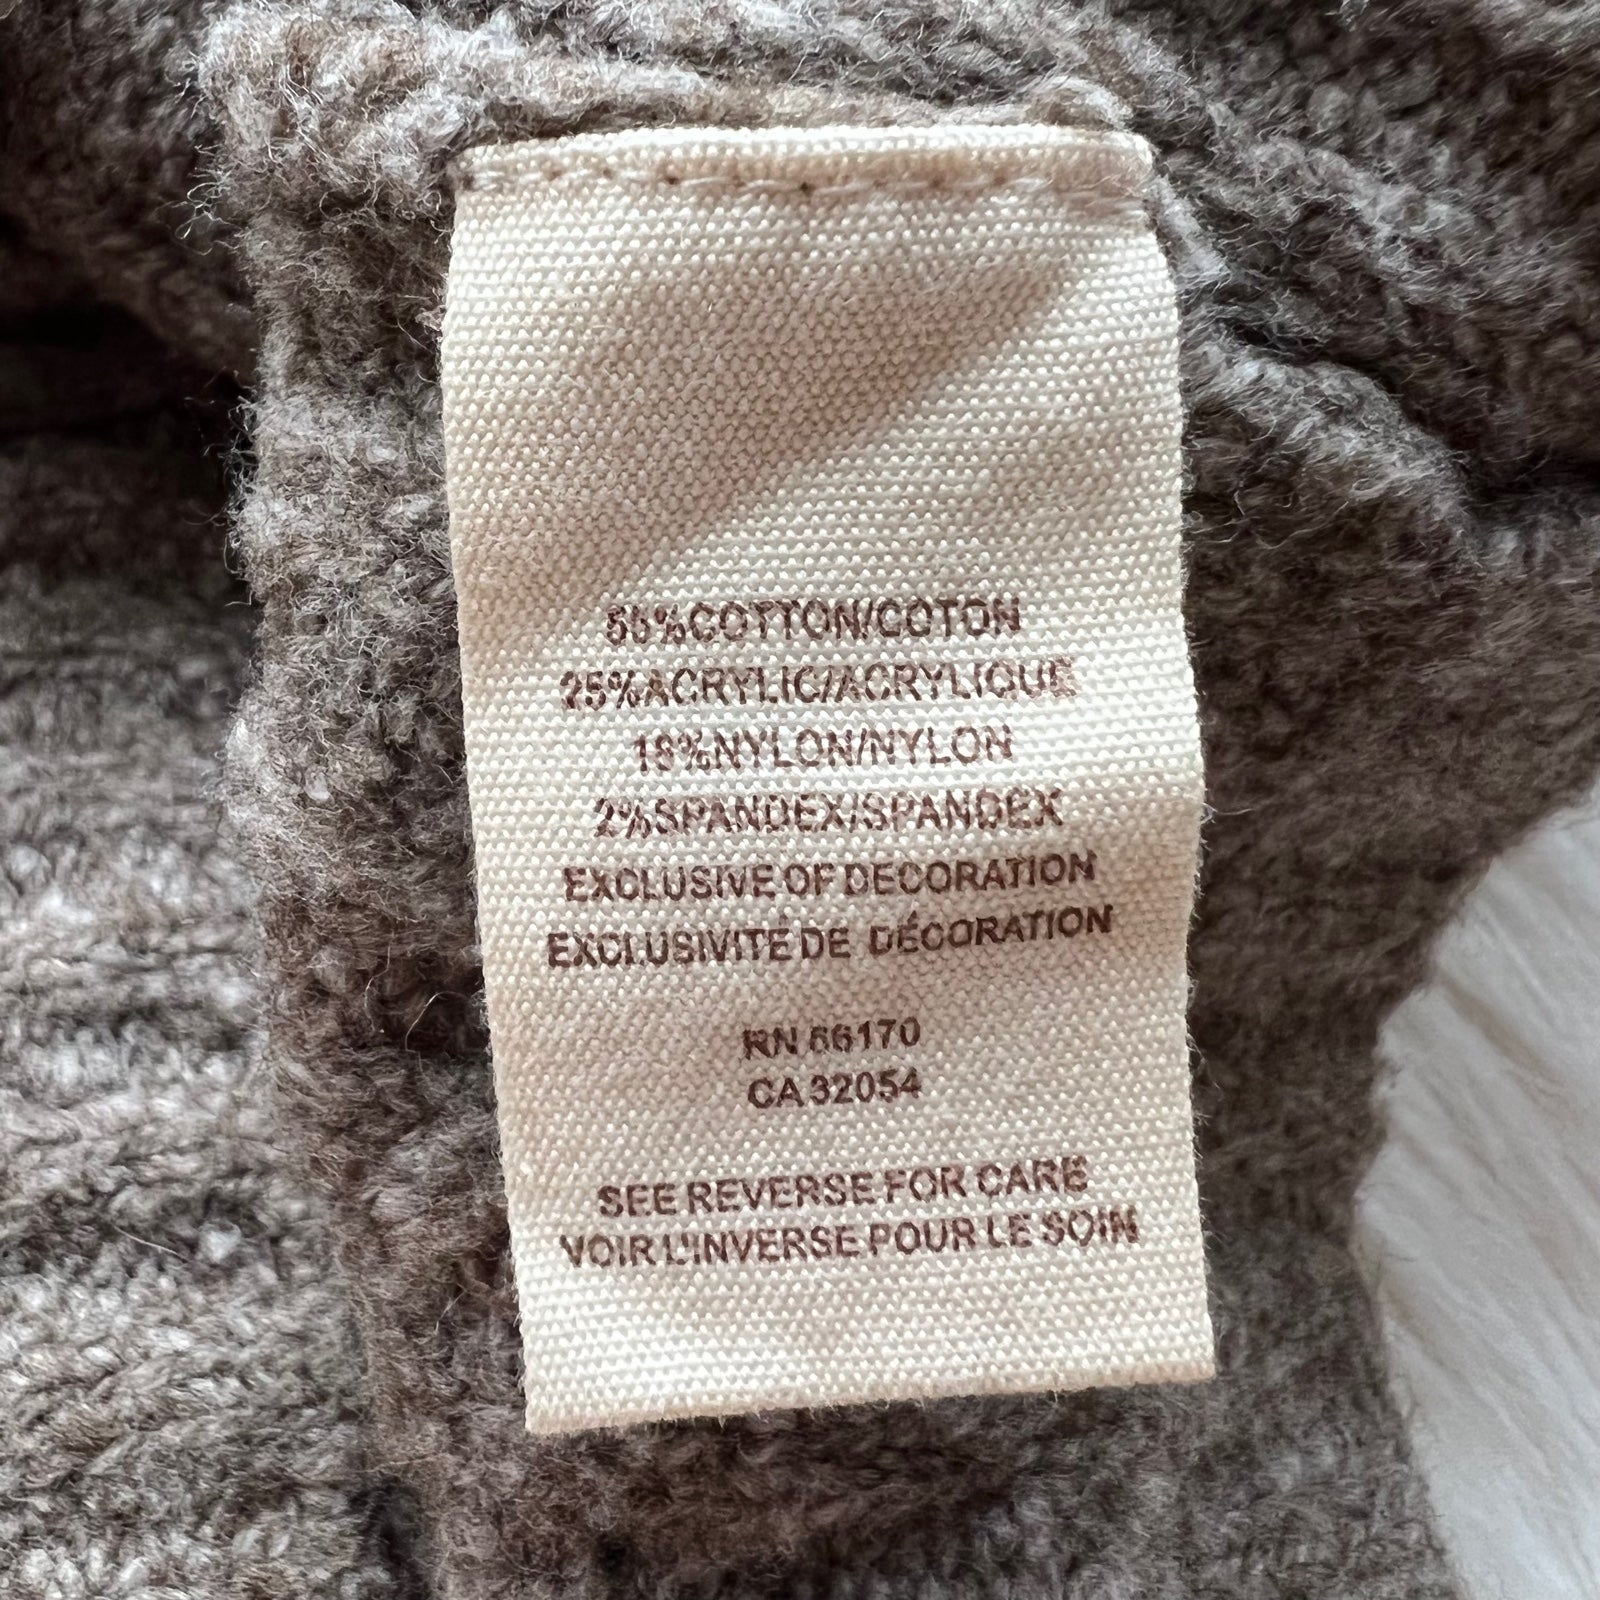 55%COTTON/COTON
25%ACRYLIC/ACRYLIQUE
18%NYLON/NYLON
2%SPANDEX/SPANDEX
EXCLUSIVE OF DECORATION
EXCLUSIVITÉ DE DÉCORATION
RN 66170
CA 32054
SEE REVERSE FOR CARE
VOIR L'INVERSE POUR LE SOIN